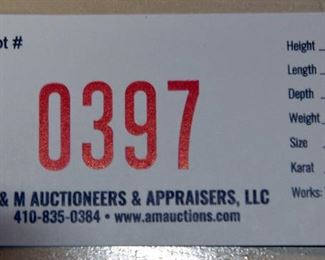 ot #
0397
& M AUCTIONEERS & APPRAISERS, LLC
410-835-0384 • www.amauctions.com
Height
Length
Depth
Weight
Size
Karat
Works: